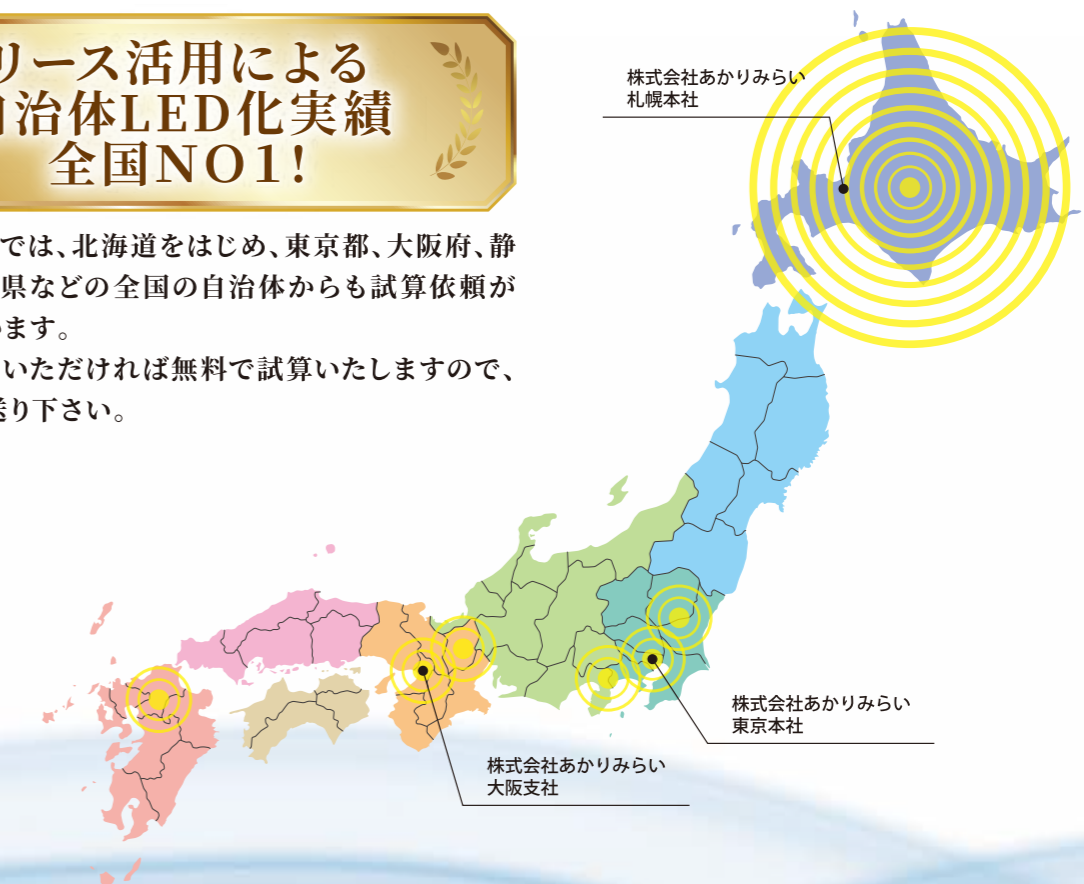 リース活用による
自治体LED化実績
全国NO1!
では、北海道をはじめ、東京都、大阪府、静
県などの全国の自治体からも試算依頼が
います。
いただければ無料で試算いたしますので、
送り下さい。
株式会社あかりみらい
札幌本社
株式会社あかりみらい
東京本社
株式会社あかりみらい
大阪支社